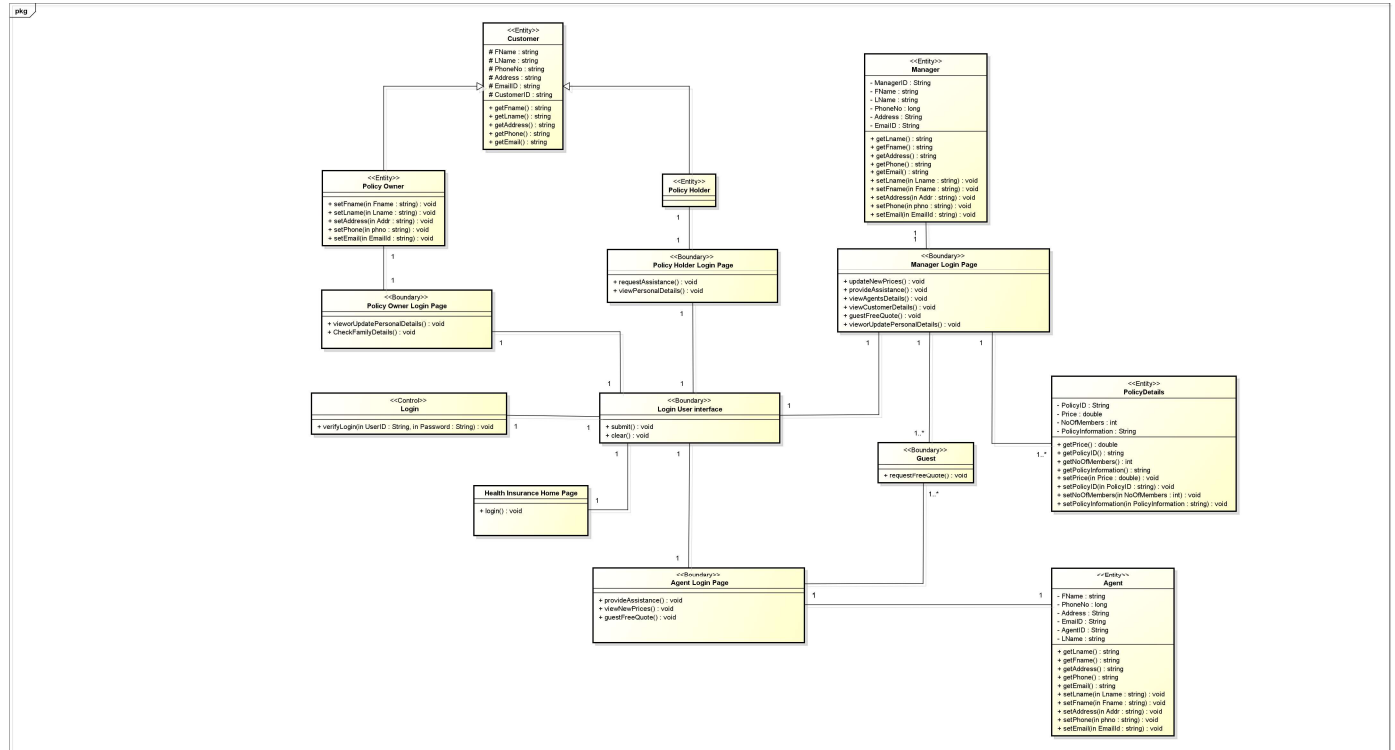 pkg
<<Entity>>
Customer
# FName : string
# LName : string
# PhoneNo : string
# Address : string
# EmailID : string
# CustomerID : string
+ getFname() : string
+ getLname() : string
+ getAddress() : string
+ getPhone() : string
+ getEmail() : string
<<Entity>>
Manager
- ManagerID : String
- FName : string
- LName : string
- PhoneNo : long
- Address : String
- EmailID : String
+ getLname() : string
+ getFname() : string
+ getAddress() : string
+ getPhone() : string
+ getEmail() : string
+ setLname(in Lname : string) : void
+ setFname(in Fname : string) : void
+ setAddress(in Addr : string) : void
+ setPhone(in phno : string) : void
+ setEmail(in EmailId : string) : void
<<Entity>>
Policy Owner
+ setFname(in Fname : string) : void
+ setLname(in Lname : string) : void
+ setAddress(in Addr : string) : void
+ setPhone(in phno : string) : void
+ setEmail(in EmailId : string) : void
<<Entity>>
Policy Holder
1
1
1
1
1
1
<<Boundary>>
Policy Holder Login Page
+ requestAssistance() : void
+ viewPersonalDetails() : void
<<Boundary>>
Manager Login Page
+ updateNewPrices() : void
+ provideAssistance() : void
+ viewAgentsDetails() : void
+ viewCustomerDetails() : void
+ guestFreeQuote() : void
+ vieworUpdatePersonalDetails() : void
<<Boundary>>
Policy Owner Login Page
+ vieworUpdatePersonalDetails() : void
+ CheckFamilyDetails() : void
1
1
1
1
1
1
1
<<Control>>
Login
+ verifyLogin(in UserID : String, in Password : String) : void
1
1
<<Boundary>>
Login User interface
+ submit() : void
+ clear() : void
1
<<Entity>>
PolicyDetails
- PolicyID : String
- Price : double
- NoOfMembers : int
- PolicyInformation : String
+ getPrice() : double
+ getPolicyID() : string
+ getNoOfMembers() : int
+ getPolicyInformation() : string
+ setPrice(in Price : double) : void
+ setPolicyID(in PolicyID : string) : void
+ setNoOfMembers(in NoOfMembers : int) : void
+ setPolicyInformation(in PolicyInformation : string) : void
1..*
1..*
<<Boundary>>
Guest
+ requestFreeQuote() : void
1..*
1
1
Health Insurance Home Page
+ login() : void
1
1
<<Boundary>>
Agent Login Page
+ provideAssistance() : void
+ viewNewPrices() : void
+ guestFreeQuote() : void
1
1
<<Entity>>
Agent
- FName : string
- PhoneNo : long
- Address : String
- EmailID : String
- AgentID : String
- LName : string
+ getLname() : string
+ getFname() : string
+ getAddress() : string
+ getPhone() : string
+ getEmail() : string
+ setLname(in Lname : string) : void
+ setFname(in Fname : string) : void
+ setAddress(in Addr : string) : void
+ setPhone(in phno : string) : void
+ setEmail(in EmailId : string) : void